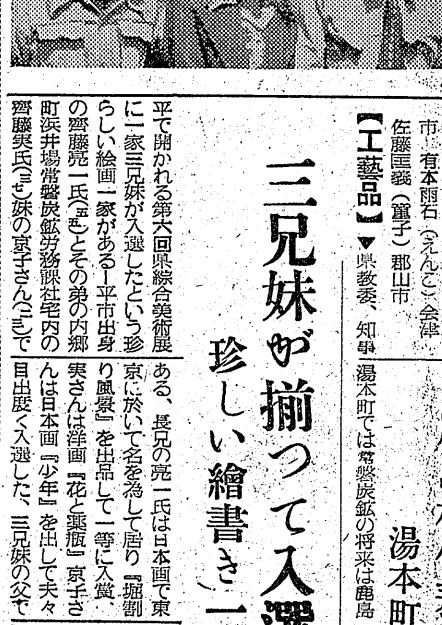 市 有本雨石（えんこ）会津
佐藤匡義（童子）郡山市
【工藝品】▼県教委、知事
湯本町では常磐炭鉱の将来は鹿島
湯本町
三兄妹が揃つて入選
珍しい繪書き一
平で開かれる第六回県綜合美術展
に一家三兄妹が入選したという珍
らしい絵画一家がある―平市出身
の齋藤亮一氏（五五）とその弟の内郷
町浜井場常磐炭鉱労務課社宅内の
齋藤実氏（三七）妹の京子さん（三三）で
ある、長兄の亮一氏は日本画で東
京に於いて名を為して居り『堀割
り風景』を出品して一等に入賞、
実さんは洋画『花と薬瓶』京子さ
んは日本画『少年』を出して夫々
目出度く入選した、三兄妹の父で